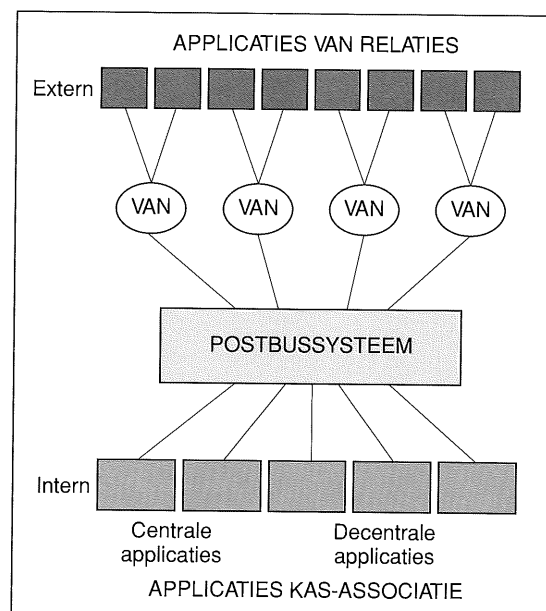 APPLICATIES VAN RELATIES
Extern
VAN VAN VAN VAN
POSTBUSSYSTEEM
Intern
Centrale Decentrale
applicaties applicaties
APPLICATIES KAS-ASSOCIATIE